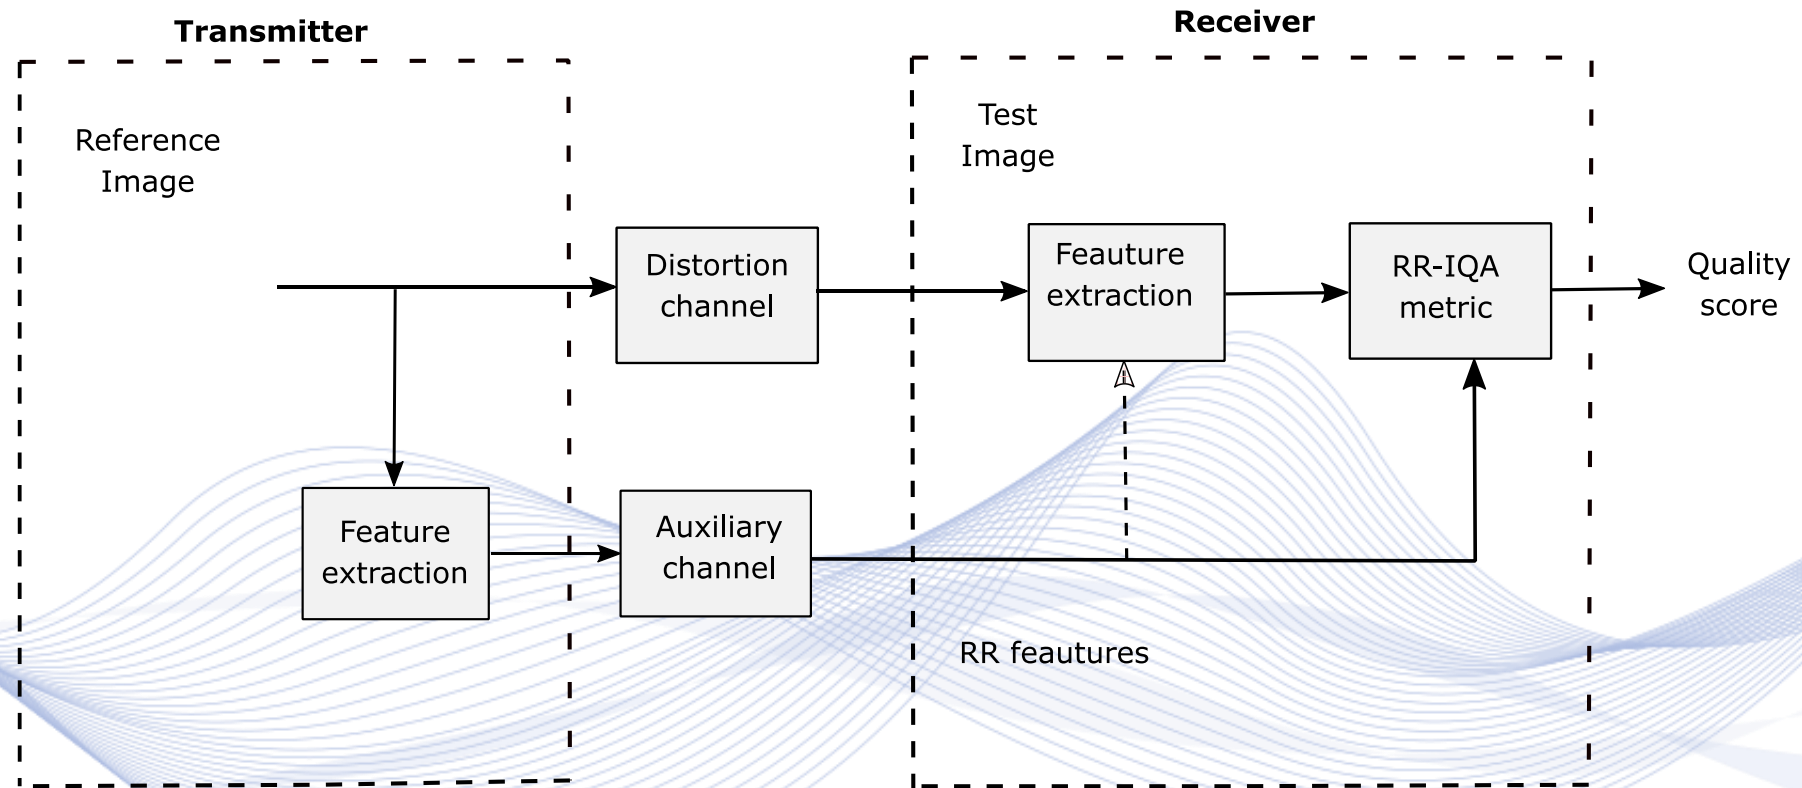 Transmitter
Receiver
Reference
Image
Test
Image
Distortion
channel
Feauture
extraction
RR-IQA
metric
Quality
score
Feature
extraction
Auxiliary
channel
RR feautures